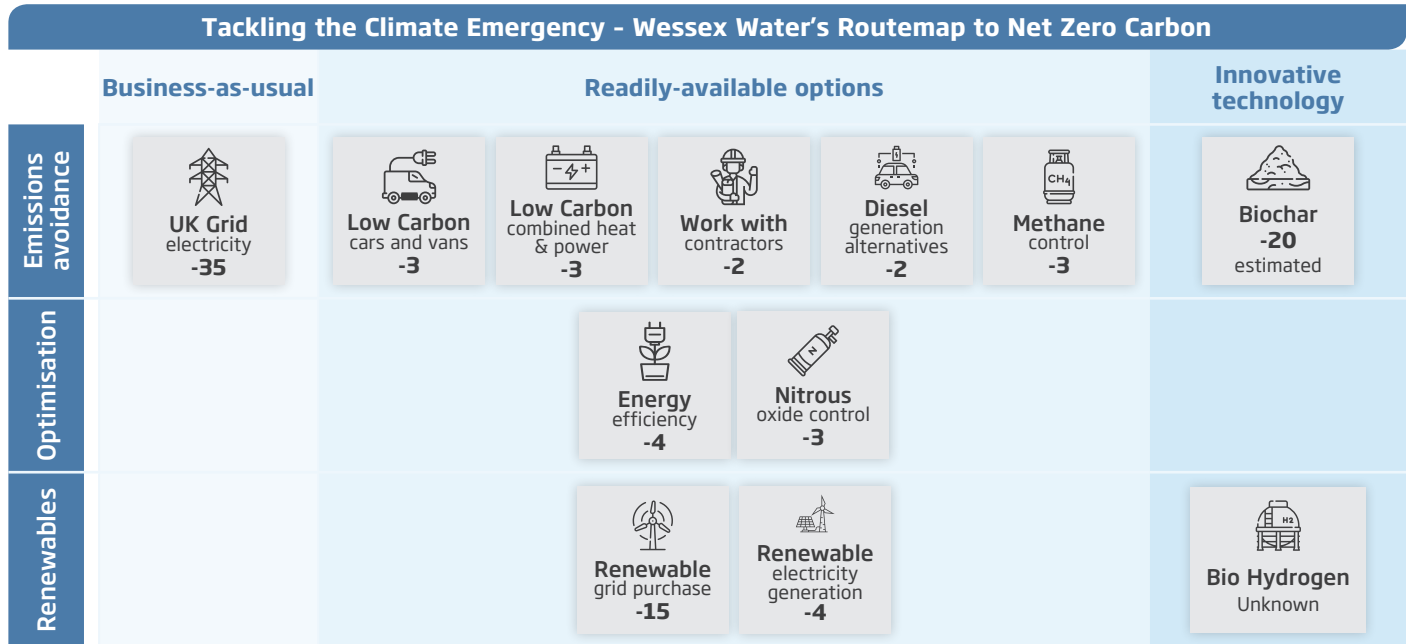 Tackling the Climate Emergency – Wessex Water's Routemap to Net Zero Carbon
Business-as-usual
Readily-available options
Innovative
technology
Emissions
avoidance
UK Grid
electricity
-35
Low Carbon
cars and vans
-3
- +
Low Carbon
combined heat
& power
-3
Work with
contractors
-2
Diesel
generation
alternatives
-2
CH4
Methane
control
-3
Biochar
-20
estimated
Optimisation
Energy
efficiency
-4
N
Nitrous
oxide control
-3
Renewables
Renewable
grid purchase
-15
Renewable
electricity
generation
-4
H2
Bio Hydrogen
Unknown